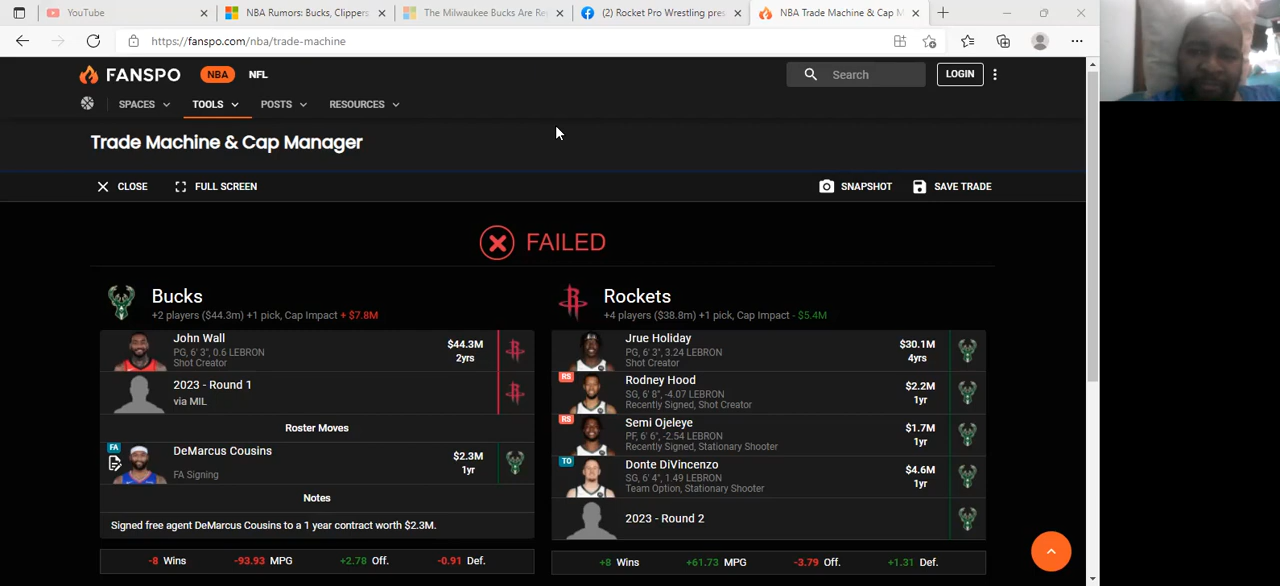 YouTube
NBA Rumors: Bucks, Clippers
The Milwaukee Bucks Are Re
(2) Rocket Pro Wrestling pres
NBA Trade Machine & Cap M
https://fanspo.com/nba/trade-machine
FANSPO NBA NFL
Search
LOGIN
SPACES TOOLS POSTS RESOURCES
Trade Machine & Cap Manager
CLOSE FULL SCREEN SNAPSHOT SAVE TRADE
FAILED
Bucks
+2 players ($44.3m) +1 pick, Cap Impact + $7.8M
John Wall
PG, 6' 3", 0.6 LEBRON
Shot Creator
$44.3M
2yrs
2023 - Round 1
via MIL
Roster Moves
FA
DeMarcus Cousins
FA Signing
$2.3M
1yr
Notes
Signed free agent DeMarcus Cousins to a 1 year contract worth $2.3M.
-8 Wins -93.93 MPG +2.78 Off. -0.91 Def.
Rockets
+4 players ($38.8m) +1 pick, Cap Impact - $5.4M
Jrue Holiday
PG, 6' 3", 3.24 LEBRON
Shot Creator
$30.1M
4yrs
RS
Rodney Hood
SG, 6' 8", -4.07 LEBRON
Recently Signed, Shot Creator
$2.2M
1yr
RS
Semi Ojeleye
PF, 6' 6", -2.54 LEBRON
Recently Signed, Stationary Shooter
$1.7M
1yr
TO
Donte DiVincenzo
SG, 6' 4", 1.49 LEBRON
Team Option, Stationary Shooter
$4.6M
1yr
2023 - Round 2
+8 Wins +61.73 MPG -3.79 Off. +1.31 Def.